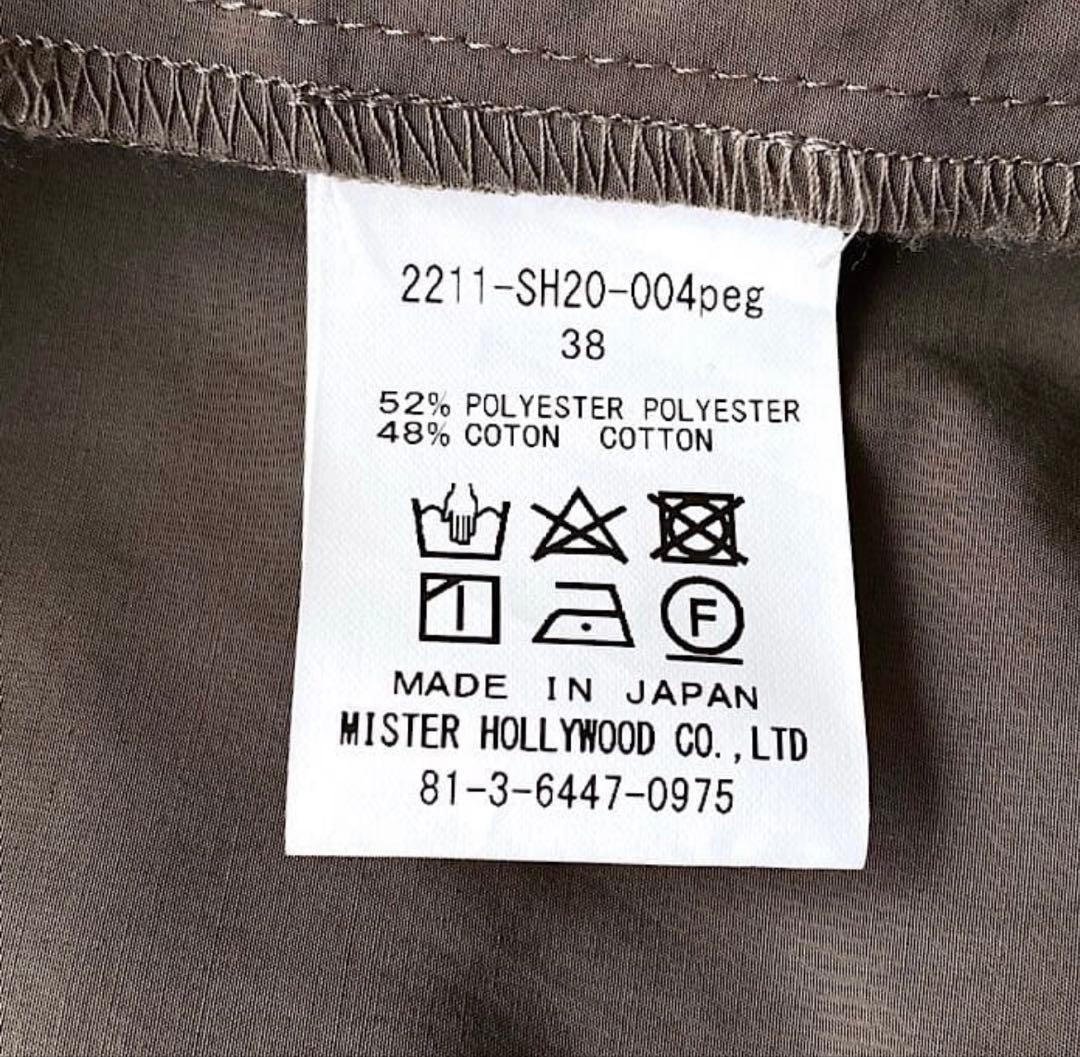 2211-SH20-004peg
38
52% POLYESTER POLYESTER
48% COTON COTTON
F
MADE IN JAPAN
MISTER HOLLYWOOD CO.,LTD
81-3-6447-0975